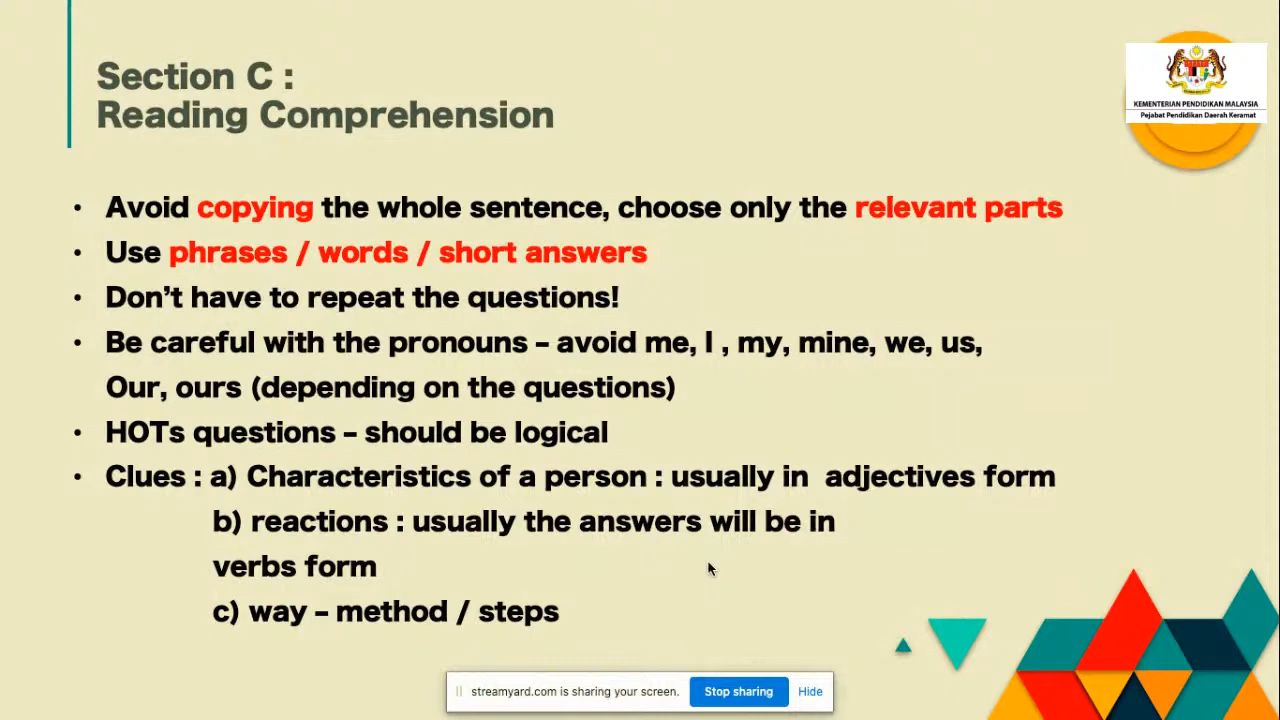 Section C :
Reading Comprehension
KEMENTERIAN PENDIDIKAN MALAYSIA
Pejabat Pendidikan Daerah Keramat
• Avoid copying the whole sentence, choose only the relevant parts
• Use phrases / words / short answers
• Don’t have to repeat the questions!
• Be careful with the pronouns – avoid me, I , my, mine, we, us,
Our, ours (depending on the questions)
• HOTs questions – should be logical
• Clues : a) Characteristics of a person : usually in adjectives form
b) reactions : usually the answers will be in
verbs form
c) way – method / steps
streamyard.com is sharing your screen. Stop sharing Hide